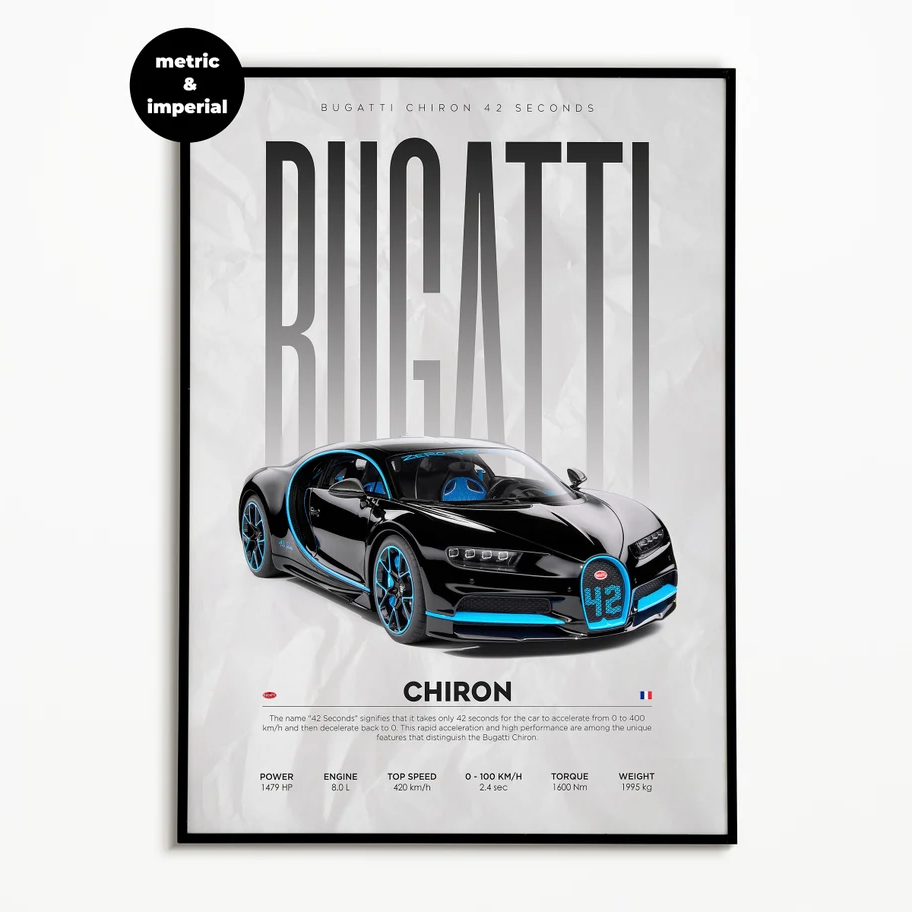 metric
&
imperial
BUGATTI CHIRON 42 SECONDS
BUGATTI
42
CHIRON
The name "42 Seconds" signifies that it takes only 42 seconds for the car to accelerate from 0 to 400
km/h and then decelerate back to 0. This rapid acceleration and high performance are among the unique
features that distinguish the Bugatti Chiron.
POWER ENGINE TOP SPEED 0 - 100 KM/H TORQUE WEIGHT
1479 HP 8.0 L 420 km/h 2.4 sec 1600 Nm 1995 kg